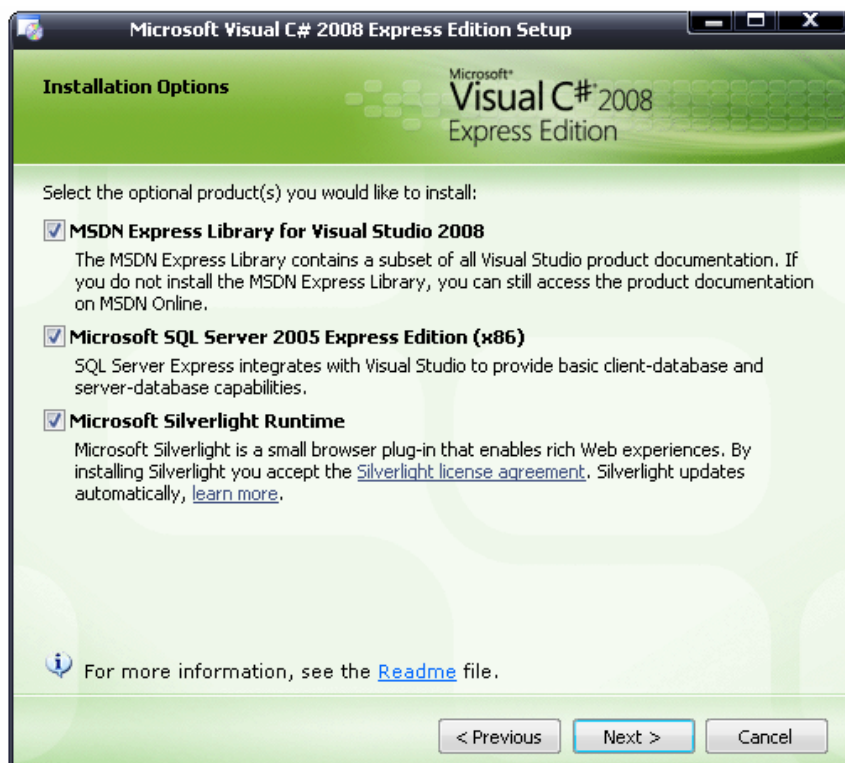 Microsoft Visual C# 2008 Express Edition Setup
Installation Options
Microsoft®
Visual C#® 2008
Express Edition
Select the optional product(s) you would like to install:
MSDN Express Library for Visual Studio 2008
The MSDN Express Library contains a subset of all Visual Studio product documentation. If
you do not install the MSDN Express Library, you can still access the product documentation
on MSDN Online.
Microsoft SQL Server 2005 Express Edition (x86)
SQL Server Express integrates with Visual Studio to provide basic client-database and
server-database capabilities.
Microsoft Silverlight Runtime
Microsoft Silverlight is a small browser plug-in that enables rich Web experiences. By
installing Silverlight you accept the Silverlight license agreement. Silverlight updates
automatically, learn more.
For more information, see the Readme file.
< Previous Next > Cancel